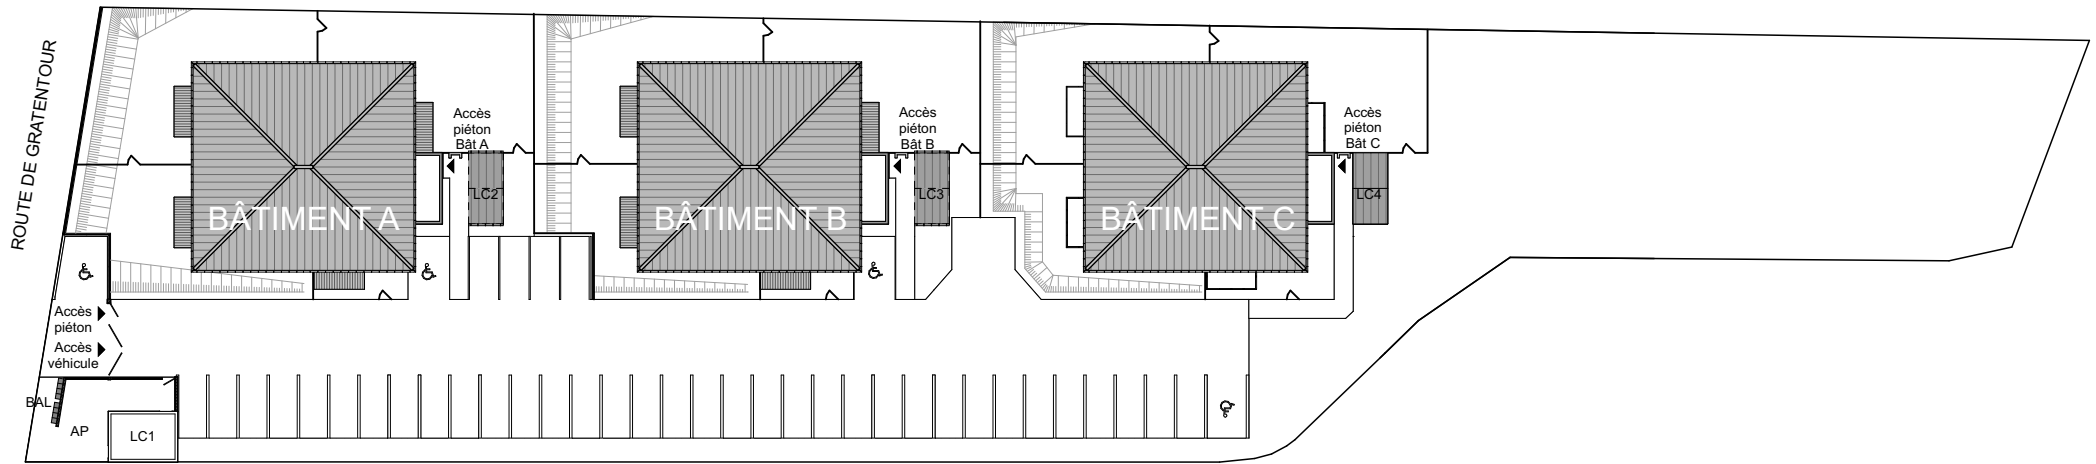 ROUTE DE GRATENTOUR
Accès
piéton
Bât A
Accès
piéton
Bât B
Accès
piéton
Bât C
LC2
LC3
LC4
BÂTIMENT A
BÂTIMENT B
BÂTIMENT C
Accès
piéton
Accès
véhicule
BAL
AP
LC1